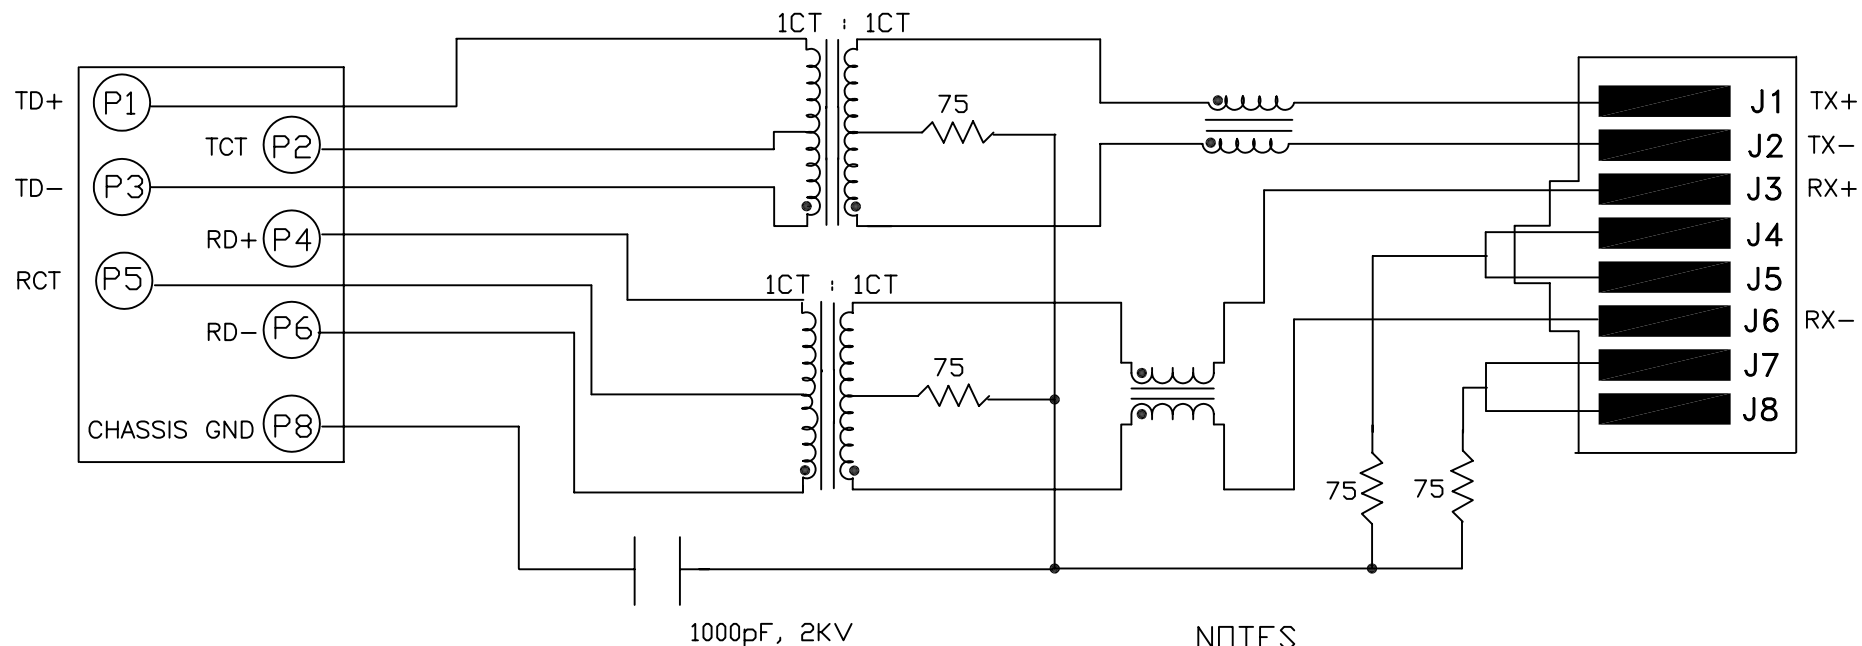 1CT : 1CT
TD+ P1 75 J1 TX+
TCT P2 J2 TX-
TD- P3 J3 RX+
RD+ P4 J4
RCT P5 1CT : 1CT J5
RD- P6 J6 RX-
75 J7
J8
CHASSIS GND P8
75 75
1000pF, 2KV
NOTES